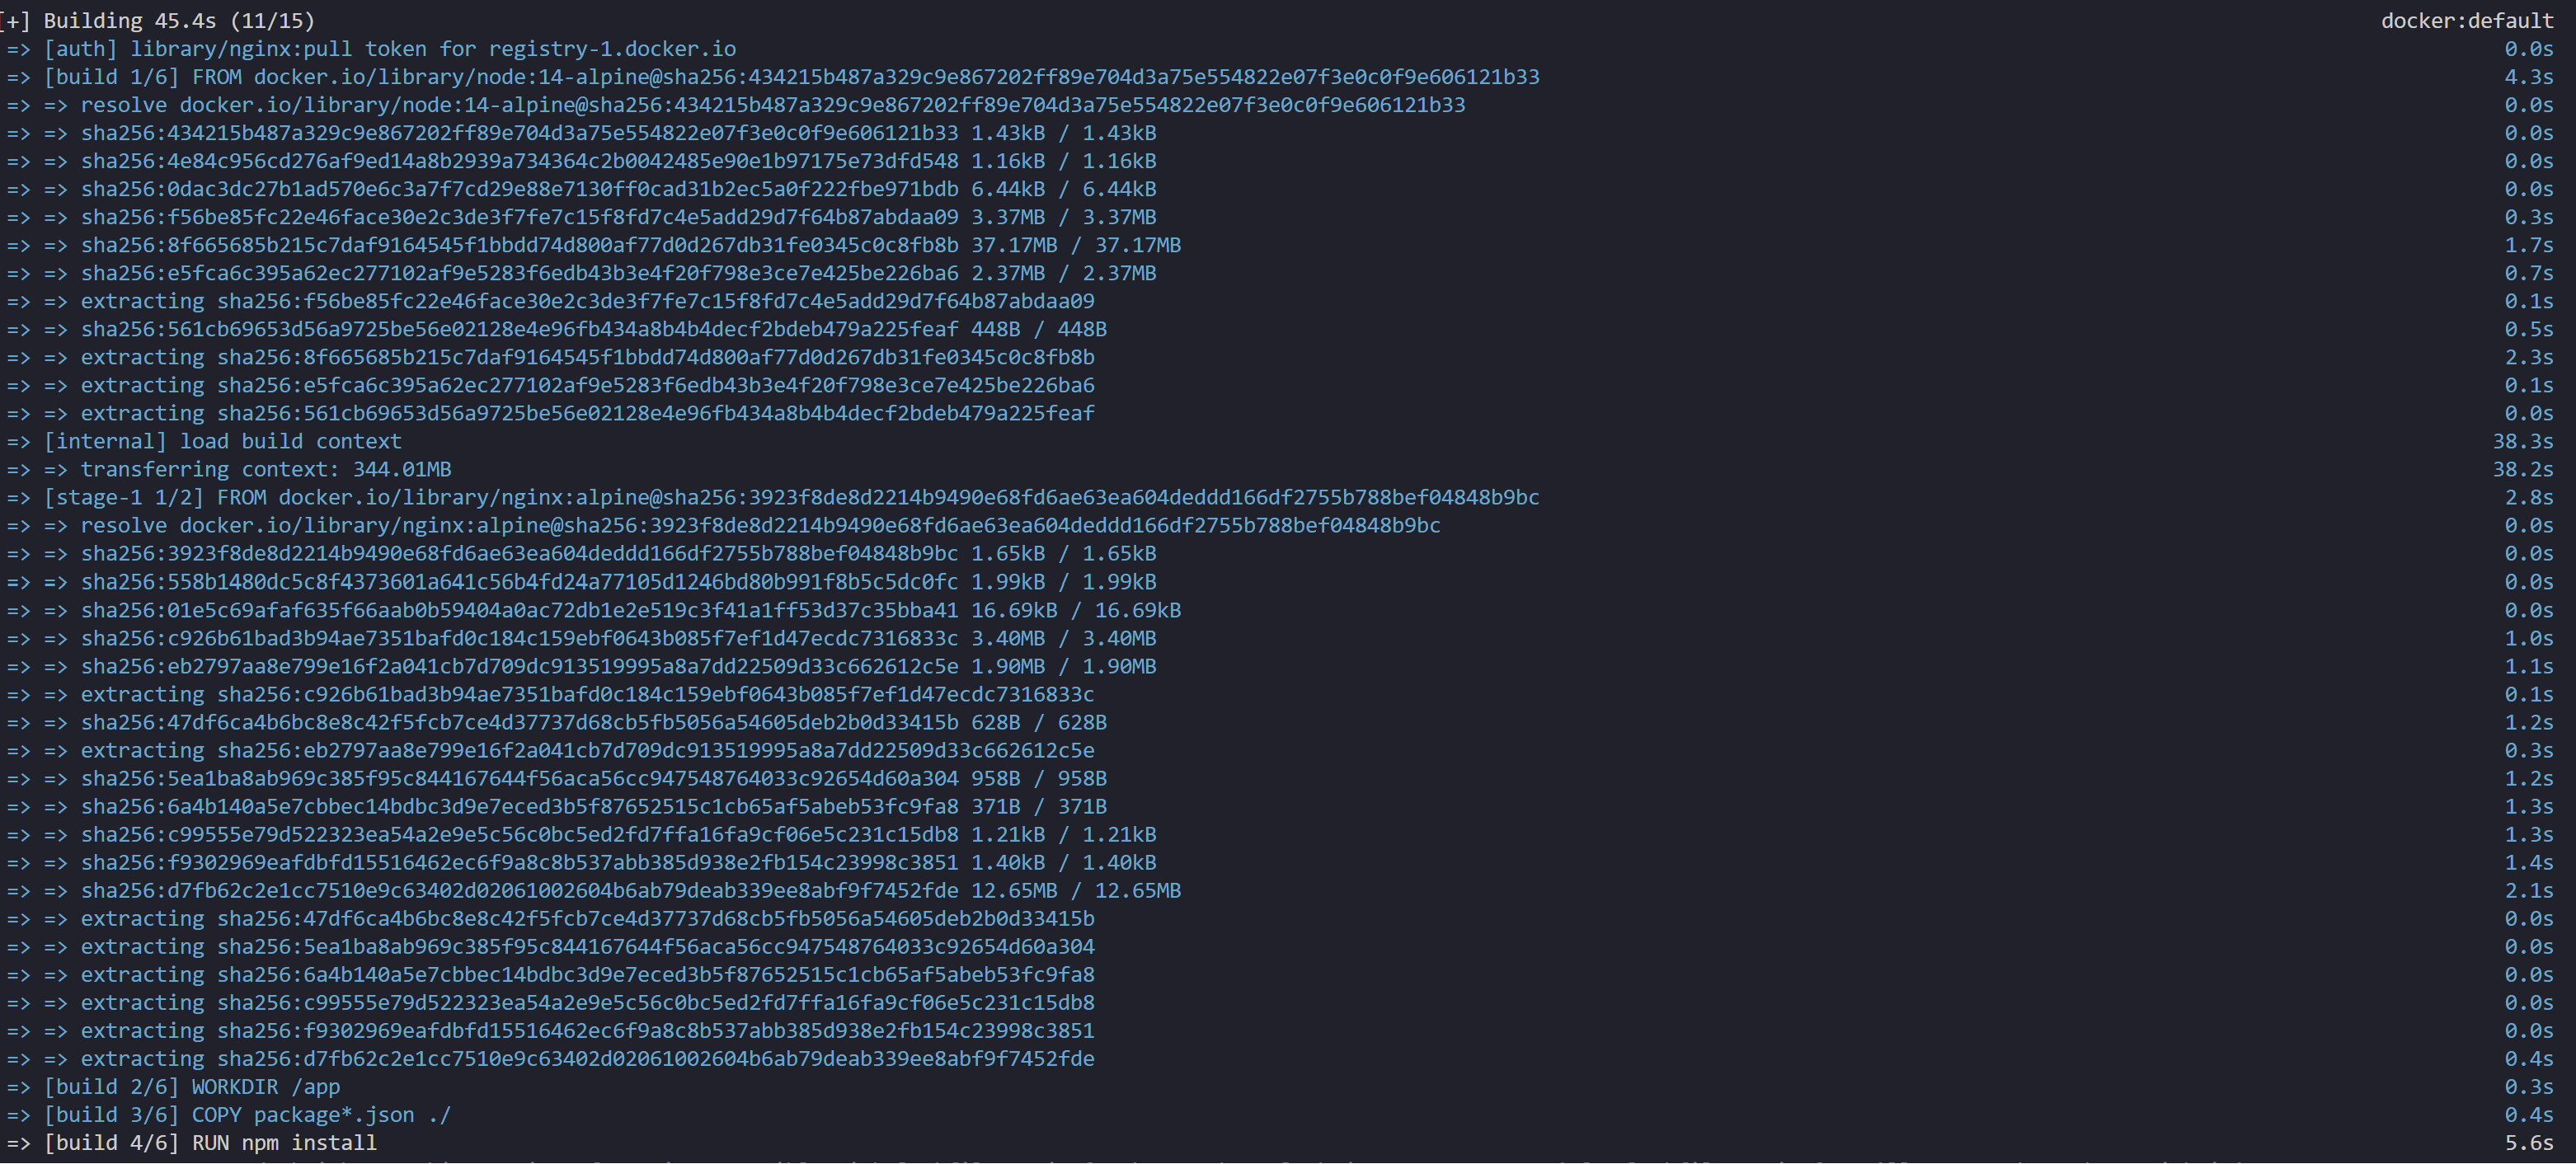 [+] Building 45.4s (11/15) docker:default
=> [auth] library/nginx:pull token for registry-1.docker.io 0.0s
=> [build 1/6] FROM docker.io/library/node:14-alpine@sha256:434215b487a329c9e867202ff89e704d3a75e554822e07f3e0c0f9e606121b33 4.3s
=> => resolve docker.io/library/node:14-alpine@sha256:434215b487a329c9e867202ff89e704d3a75e554822e07f3e0c0f9e606121b33 0.0s
=> => sha256:434215b487a329c9e867202ff89e704d3a75e554822e07f3e0c0f9e606121b33 1.43kB / 1.43kB 0.0s
=> => sha256:4e84c956cd276af9ed14a8b2939a734364c2b0042485e90e1b97175e73dfd548 1.16kB / 1.16kB 0.0s
=> => sha256:0dac3dc27b1ad570e6c3a7f7cd29e88e7130ff0cad31b2ec5a0f222fbe971bdb 6.44kB / 6.44kB 0.0s
=> => sha256:f56be85fc22e46face30e2c3de3f7fe7c15f8fd7c4e5add29d7f64b87abdaa09 3.37MB / 3.37MB 0.3s
=> => sha256:8f665685b215c7daf9164545f1bbdd74d800af77d0d267db31fe0345c0c8fb8b 37.17MB / 37.17MB 1.7s
=> => sha256:e5fca6c395a62ec277102af9e5283f6edb43b3e4f20f798e3ce7e425be226ba6 2.37MB / 2.37MB 0.7s
=> => extracting sha256:f56be85fc22e46face30e2c3de3f7fe7c15f8fd7c4e5add29d7f64b87abdaa09 0.1s
=> => sha256:561cb69653d56a9725be56e02128e4e96fb434a8b4b4decf2bdeb479a225feaf 448B / 448B 0.5s
=> => extracting sha256:8f665685b215c7daf9164545f1bbdd74d800af77d0d267db31fe0345c0c8fb8b 2.3s
=> => extracting sha256:e5fca6c395a62ec277102af9e5283f6edb43b3e4f20f798e3ce7e425be226ba6 0.1s
=> => extracting sha256:561cb69653d56a9725be56e02128e4e96fb434a8b4b4decf2bdeb479a225feaf 0.0s
=> [internal] load build context 38.3s
=> => transferring context: 344.01MB 38.2s
=> [stage-1 1/2] FROM docker.io/library/nginx:alpine@sha256:3923f8de8d2214b9490e68fd6ae63ea604deddd166df2755b788bef04848b9bc 2.8s
=> => resolve docker.io/library/nginx:alpine@sha256:3923f8de8d2214b9490e68fd6ae63ea604deddd166df2755b788bef04848b9bc 0.0s
=> => sha256:3923f8de8d2214b9490e68fd6ae63ea604deddd166df2755b788bef04848b9bc 1.65kB / 1.65kB 0.0s
=> => sha256:558b1480dc5c8f4373601a641c56b4fd24a77105d1246bd80b991f8b5c5dc0fc 1.99kB / 1.99kB 0.0s
=> => sha256:01e5c69afaf635f66aab0b59404a0ac72db1e2e519c3f41a1ff53d37c35bba41 16.69kB / 16.69kB 0.0s
=> => sha256:c926b61bad3b94ae7351bafd0c184c159ebf0643b085f7ef1d47ecdc7316833c 3.40MB / 3.40MB 1.0s
=> => sha256:eb2797aa8e799e16f2a041cb7d709dc913519995a8a7dd22509d33c662612c5e 1.90MB / 1.90MB 1.1s
=> => extracting sha256:c926b61bad3b94ae7351bafd0c184c159ebf0643b085f7ef1d47ecdc7316833c 0.1s
=> => sha256:47df6ca4b6bc8e8c42f5fcb7ce4d37737d68cb5fb5056a54605deb2b0d33415b 628B / 628B 1.2s
=> => extracting sha256:eb2797aa8e799e16f2a041cb7d709dc913519995a8a7dd22509d33c662612c5e 0.3s
=> => sha256:5ea1ba8ab969c385f95c844167644f56aca56cc947548764033c92654d60a304 958B / 958B 1.2s
=> => sha256:6a4b140a5e7cbbec14bdbc3d9e7eced3b5f87652515c1cb65af5abeb53fc9fa8 371B / 371B 1.3s
=> => sha256:c99555e79d522323ea54a2e9e5c56c0bc5ed2fd7ffa16fa9cf06e5c231c15db8 1.21kB / 1.21kB 1.3s
=> => sha256:f9302969eafdbfd15516462ec6f9a8c8b537abb385d938e2fb154c23998c3851 1.40kB / 1.40kB 1.4s
=> => sha256:d7fb62c2e1cc7510e9c63402d02061002604b6ab79deab339ee8abf9f7452fde 12.65MB / 12.65MB 2.1s
=> => extracting sha256:47df6ca4b6bc8e8c42f5fcb7ce4d37737d68cb5fb5056a54605deb2b0d33415b 0.0s
=> => extracting sha256:5ea1ba8ab969c385f95c844167644f56aca56cc947548764033c92654d60a304 0.0s
=> => extracting sha256:6a4b140a5e7cbbec14bdbc3d9e7eced3b5f87652515c1cb65af5abeb53fc9fa8 0.0s
=> => extracting sha256:c99555e79d522323ea54a2e9e5c56c0bc5ed2fd7ffa16fa9cf06e5c231c15db8 0.0s
=> => extracting sha256:f9302969eafdbfd15516462ec6f9a8c8b537abb385d938e2fb154c23998c3851 0.0s
=> => extracting sha256:d7fb62c2e1cc7510e9c63402d02061002604b6ab79deab339ee8abf9f7452fde 0.4s
=> [build 2/6] WORKDIR /app 0.3s
=> [build 3/6] COPY package*.json ./ 0.4s
=> [build 4/6] RUN npm install 5.6s